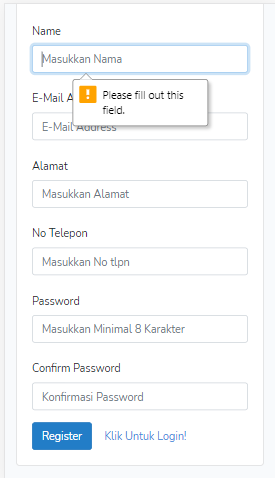 Name
Masukkan Nama
Please fill out this
field.
E-Mail A
E-Mail Address
Alamat
Masukkan Alamat
No Telepon
Masukkan No tlpn
Password
Masukkan Minimal 8 Karakter
Confirm Password
Konfirmasi Password
Register
Klik Untuk Login!